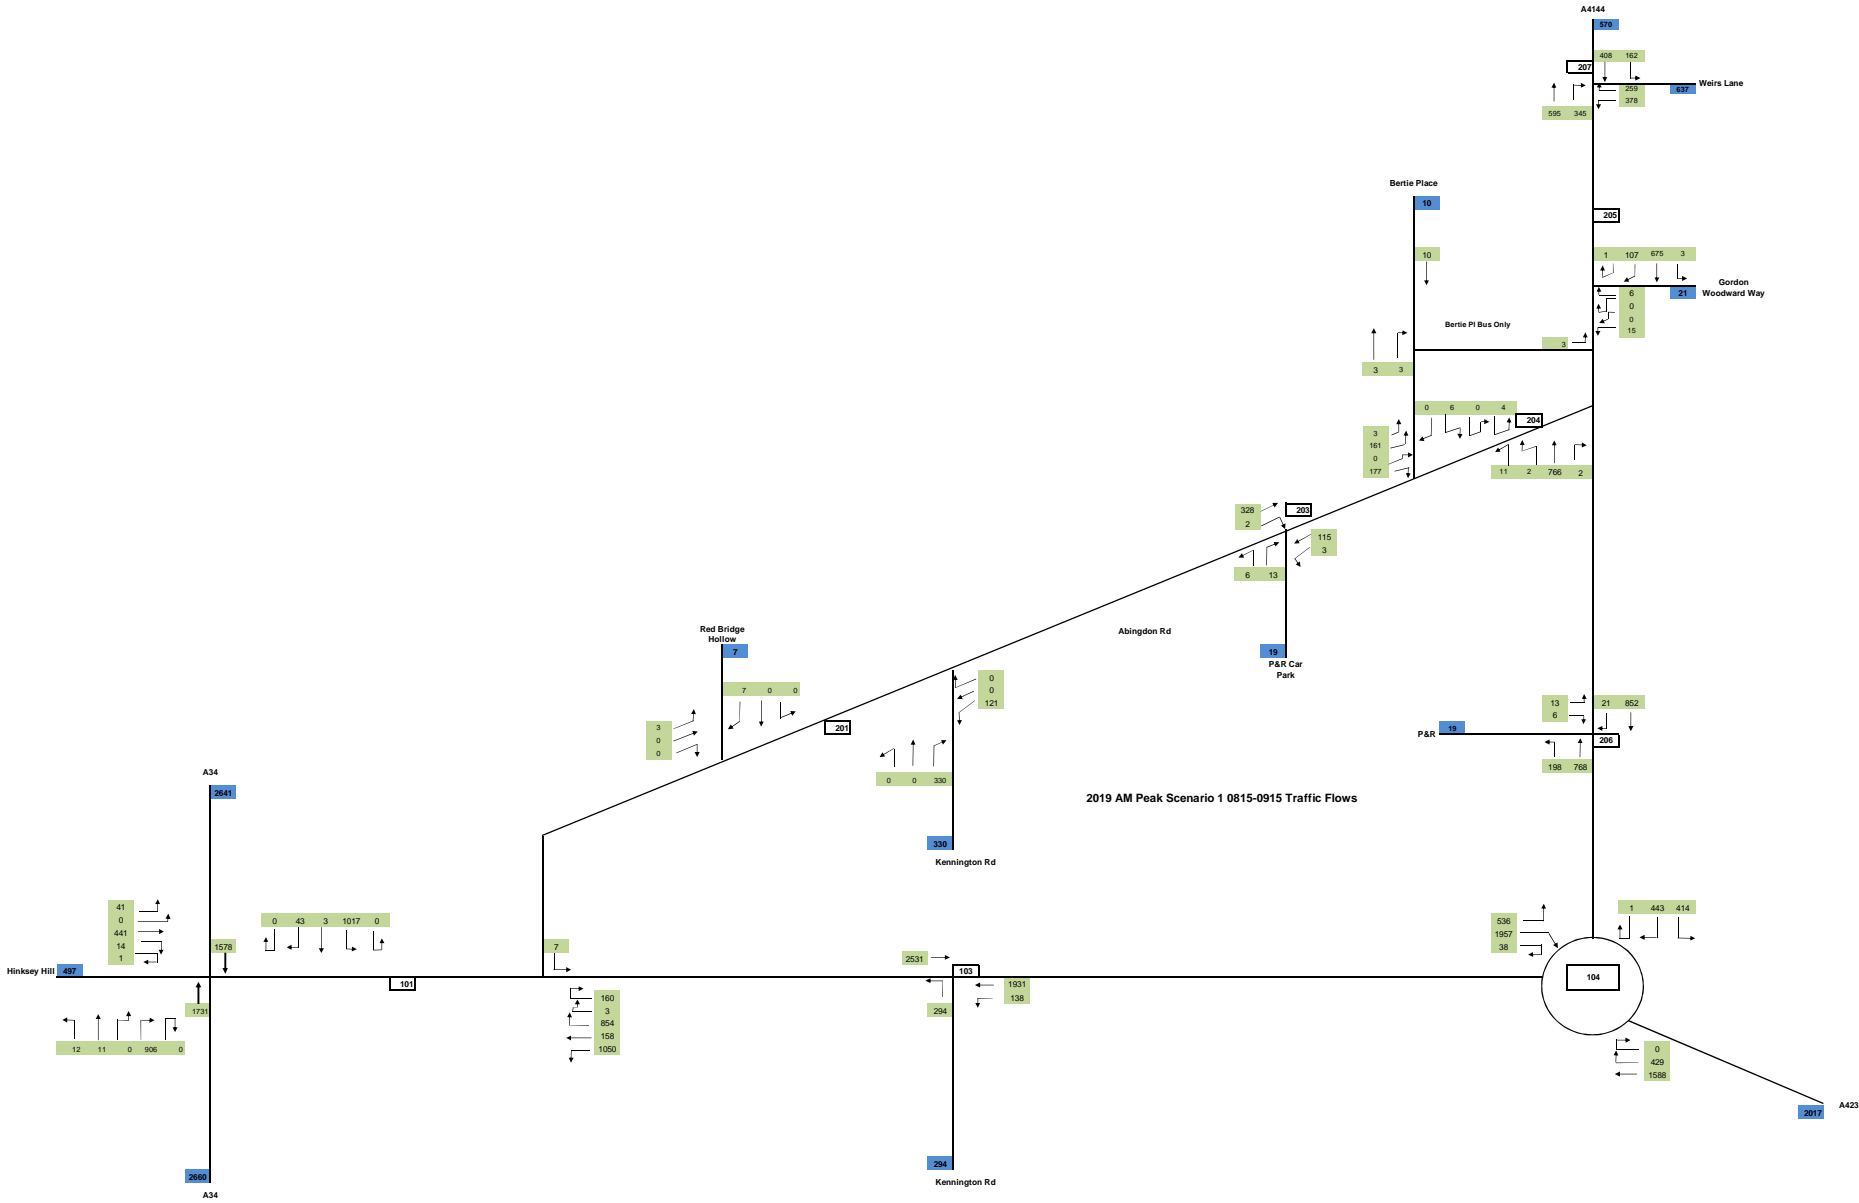 A4144
570
408 162
207
Weirs Lane
259
637
378
595 345
Bertie Place
10
205
10
1 107 675 3
Gordon
Woodward Way
6
21
0
0
15
Bertie Pl Bus Only
3
3 3
0 6 0 4
204
3
161
0
177
11 2 766 2
328
203
2
115
3
6 13
Abingdon Rd
Red Bridge
Hollow
7
19
P&R Car
Park
0
0
121
7 0 0
3
0
0
201
13
6
21 852
P&R
19
206
198 768
0 0 330
A34
2641
2019 AM Peak Scenario 1 0815-0915 Traffic Flows
330
Kennington Rd
41
0
441
14
1
0 43 3 1017 0
1578
7
2531
536
1957
38
1 443 414
Hinksey Hill
497
101
103
104
1731
12 11 0 906 0
160
3
854
158
1050
294
1931
138
0
429
1588
2017
A423
2660
A34
294
Kennington Rd